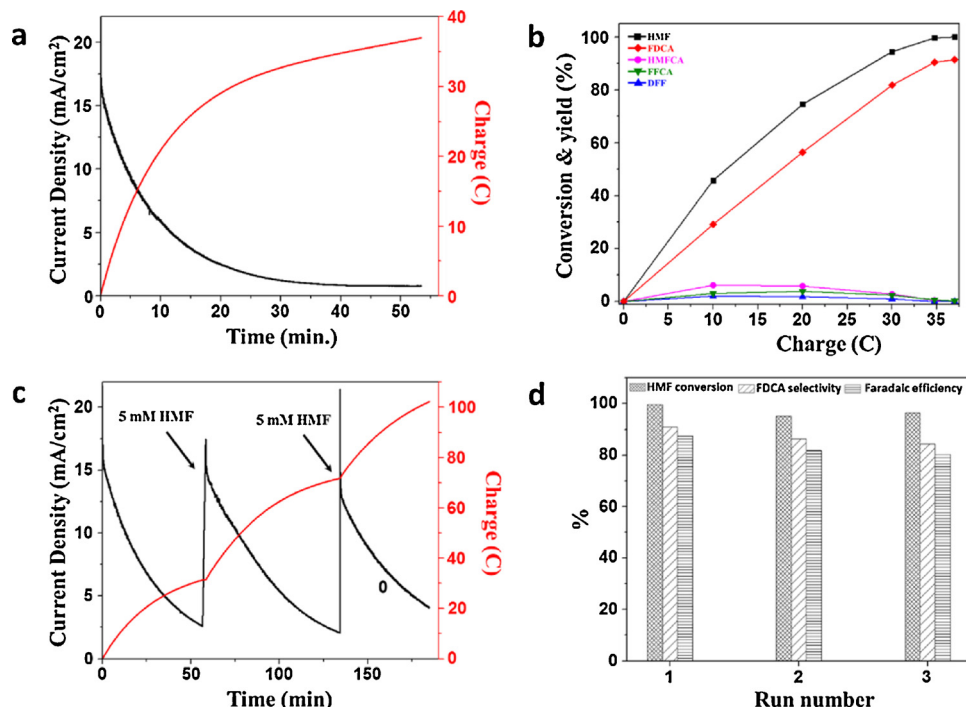 a
Current Density (mA/cm²)
20
15
10
5
0
40
30
20
10
0
Charge (C)
0 10 20 30 40 50
Time (min.)
b
Conversion & yield (%)
100
80
60
40
20
0
HMF
FDCA
HMFCA
FFCA
DFF
0 5 10 15 20 25 30 35
Charge (C)
c
Current Density (mA/cm²)
20
15
10
5
0
5 mM HMF
5 mM HMF
0
100
80
60
40
20
0
Charge (C)
0 50 100 150
Time (min)
d
HMF conversion FDCA selectivity Faradaic efficiency
%
100
80
60
40
20
0
1 2 3
Run number